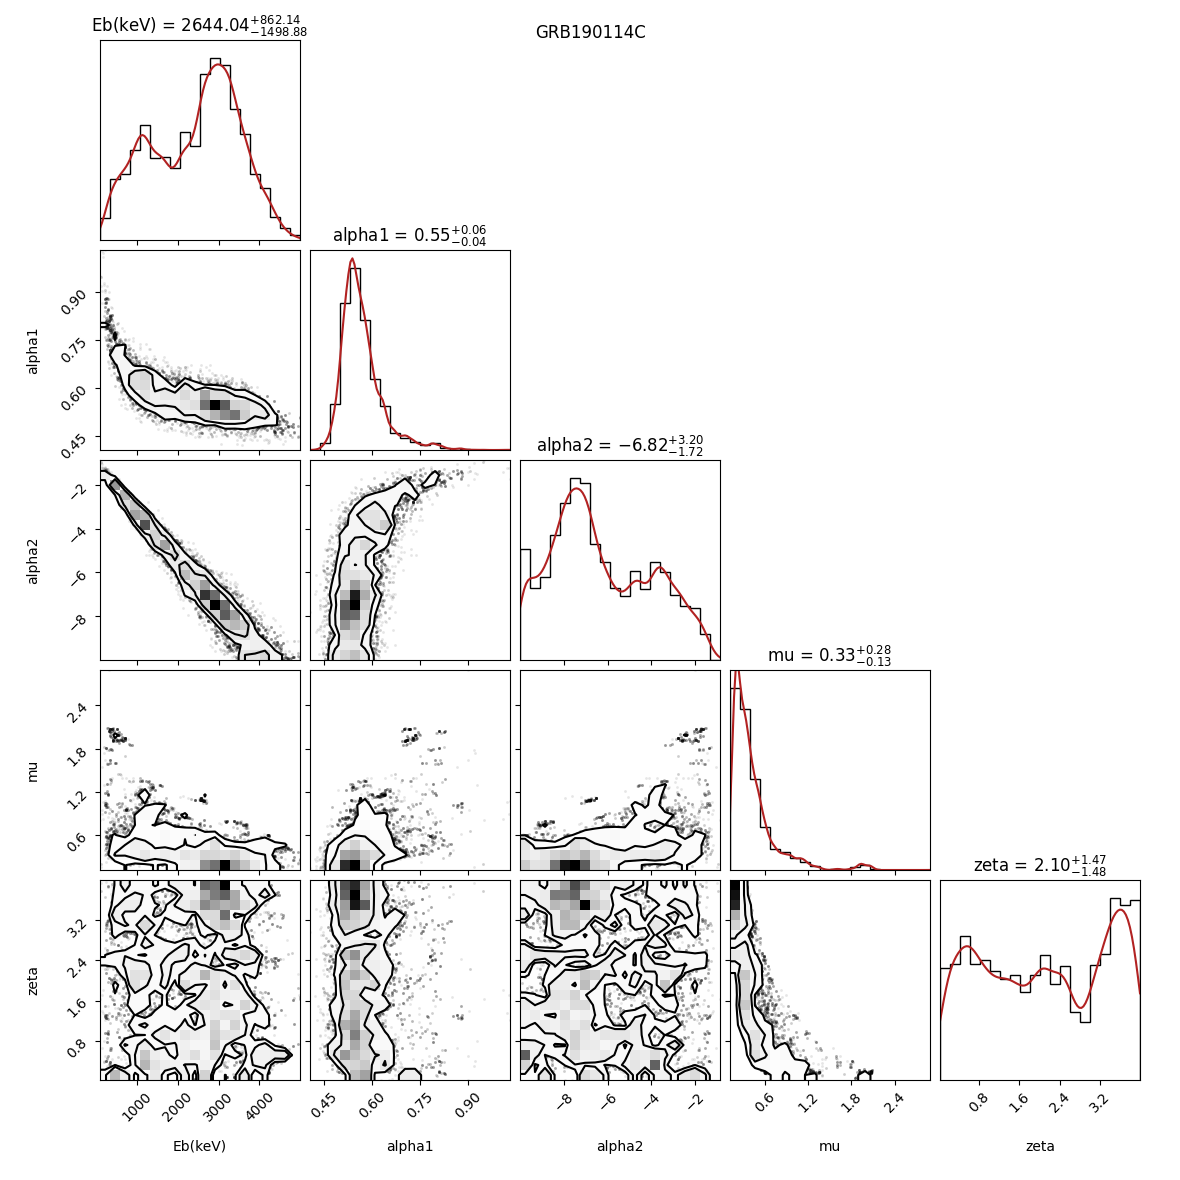 Eb(keV) = 2644.04+862.14−1498.88
GRB190114C
alpha1 = 0.55+0.06−0.04
alpha1
0.90
0.75
0.60
0.45
alpha2 = −6.82+3.20−1.72
alpha2
−2
−4
−6
−8
mu = 0.33+0.28−0.13
mu
2.4
1.8
1.2
0.6
zeta = 2.10+1.47−1.48
zeta
3.2
2.4
1.6
0.8
1000 2000 3000 4000
0.45 0.60 0.75 0.90
−8 −6 −4 −2
0.6 1.2 1.8 2.4
0.8 1.6 2.4 3.2
Eb(keV) alpha1 alpha2 mu zeta